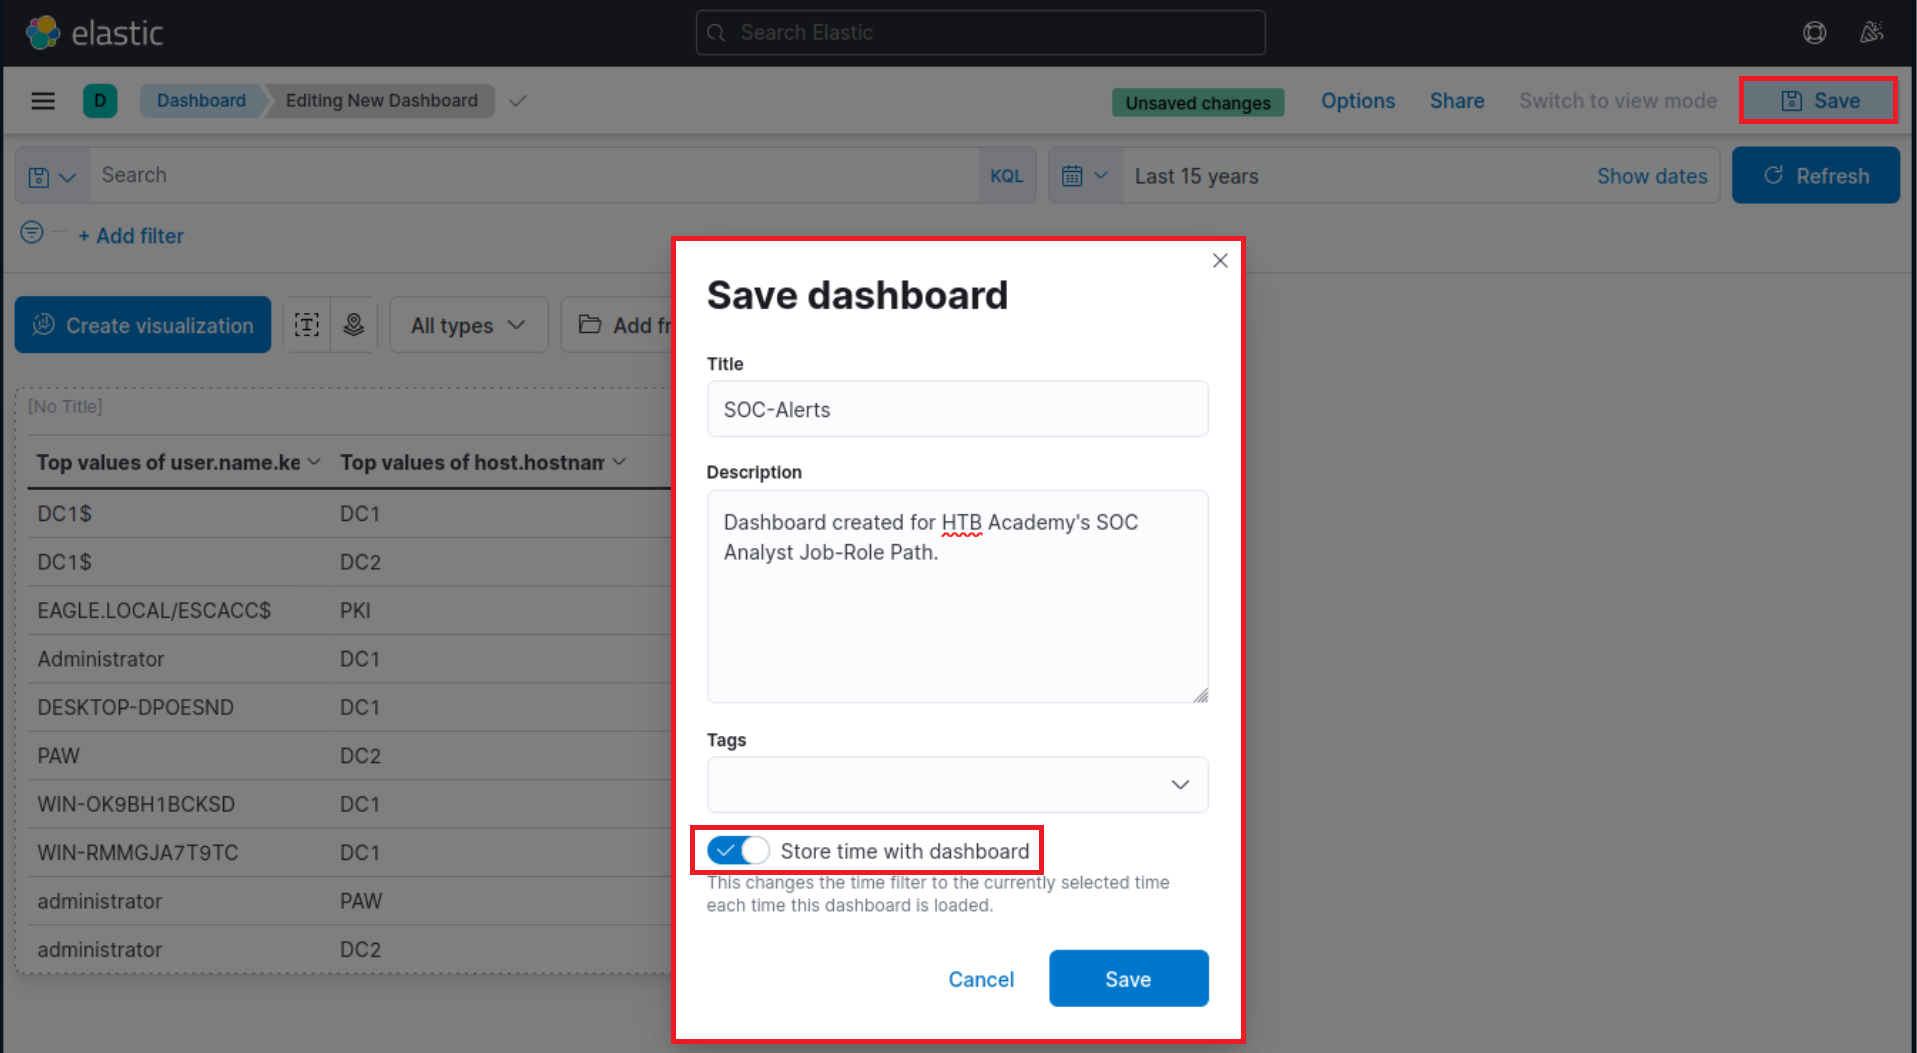 elastic
Search Elastic
D
Dashboard
Editing New Dashboard
Unsaved changes
Options
Share
Switch to view mode
Save
Search
KQL
Last 15 years
Show dates
Refresh
+ Add filter
Create visualization
All types
Add fr
[No Title]
Top values of user.name.ke
Top values of host.hostnam
DC1$ DC1
DC1$ DC2
EAGLE.LOCAL/ESCACC$ PKI
Administrator DC1
DESKTOP-DPOESND DC1
PAW DC2
WIN-OK9BH1BCKSD DC1
WIN-RMMGJA7T9TC DC1
administrator PAW
administrator DC2
Save dashboard
Title
SOC-Alerts
Description
Dashboard created for HTB Academy's SOC
Analyst Job-Role Path.
Tags
Store time with dashboard
This changes the time filter to the currently selected time
each time this dashboard is loaded.
Cancel
Save